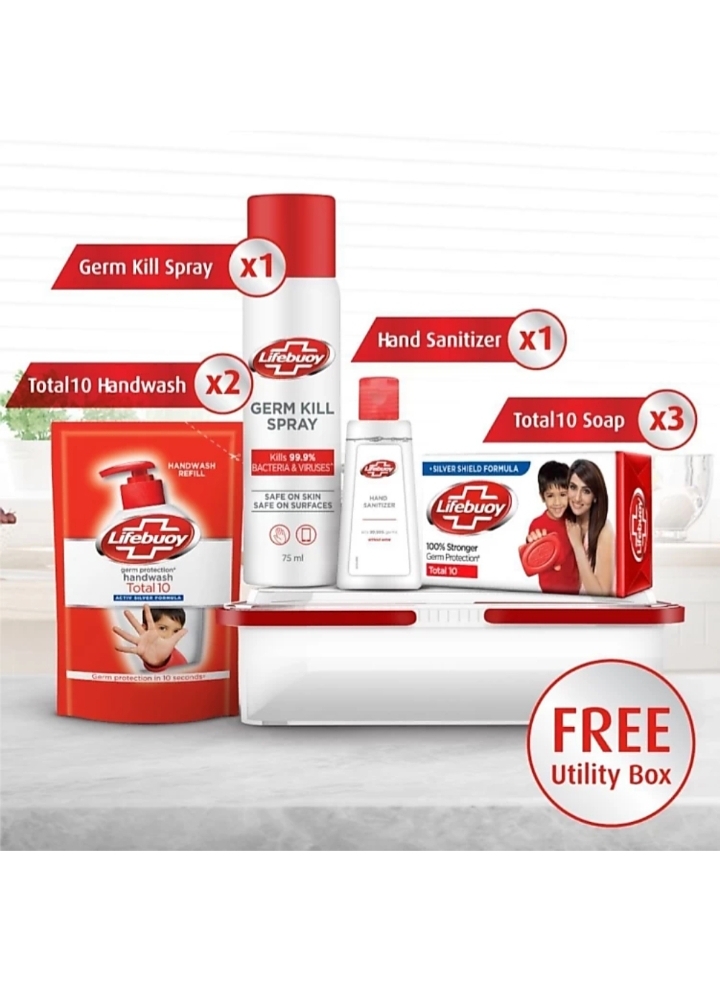 Germ Kill Spray x1
Hand Sanitizer x1
Total10 Handwash x2
Total10 Soap x3
HANDWASH
REFILL
Lifebuoy
germ protection*
handwash
Total 10
ACTIV SILVER FORMULA
Germ protection in 10 seconds*
Lifebuoy
GERM KILL
SPRAY
Kills 99.9%
BACTERIA & VIRUSES*
SAFE ON SKIN
SAFE ON SURFACES
75 ml
Lifebuoy
HAND
SANITIZER
+SILVER SHIELD FORMULA
Lifebuoy
100% Stronger
Germ Protection*
Total 10
FREE
Utility Box